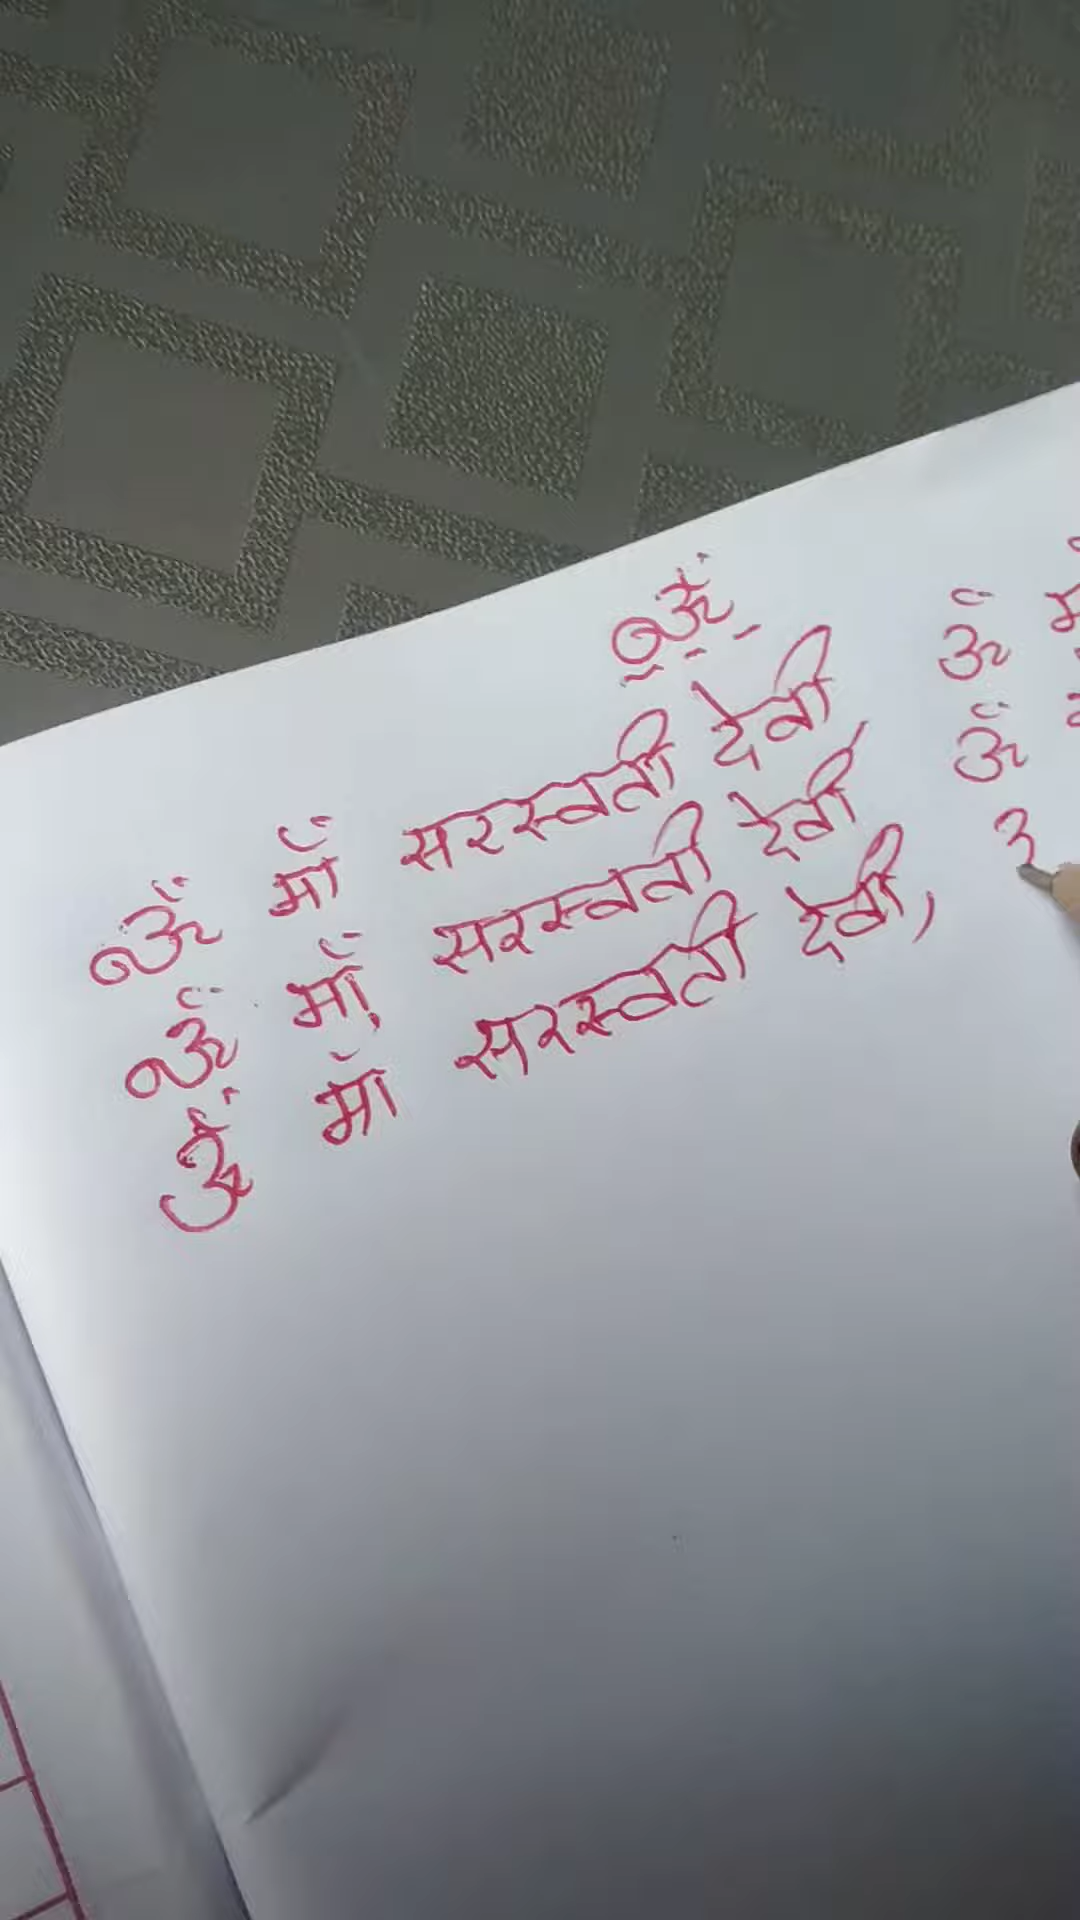 ॐ
ॐ माँ सरस्वती देवी, ॐ
ॐ माँ सरस्वती देवी, ॐ
ॐ माँ सरस्वती देवी,